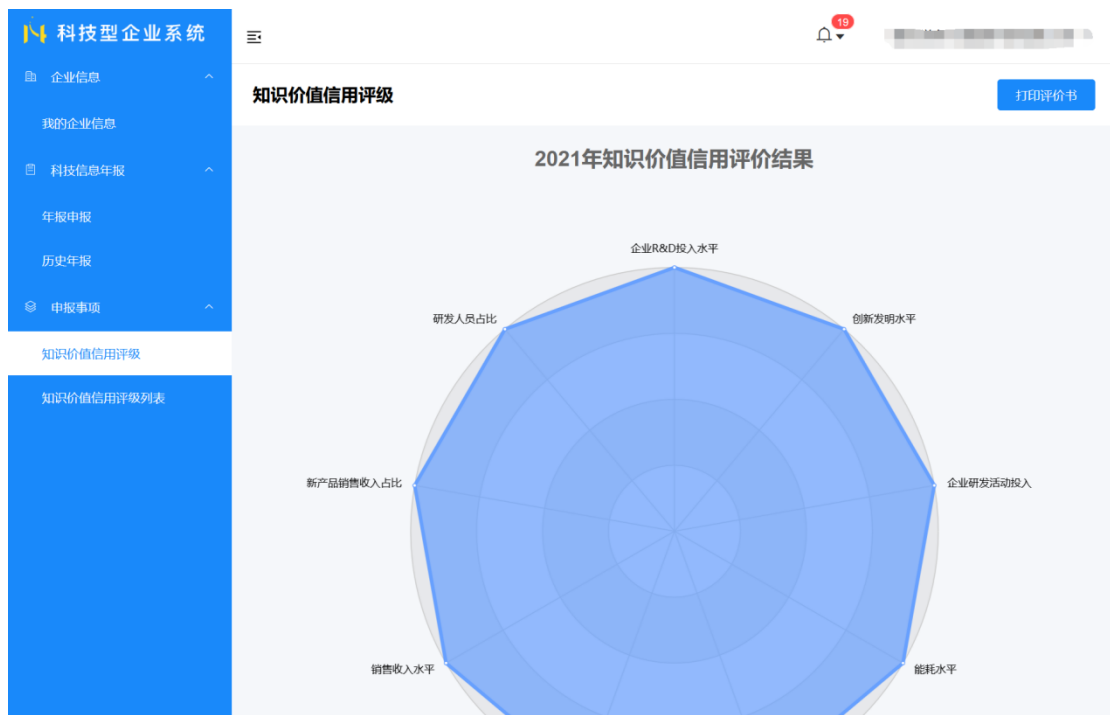 科技型企业系统
19
企业信息
知识价值信用评级
打印评价书
我的企业信息
2021年知识价值信用评价结果
科技信息年报
年报申报
历史年报
申报事项
知识价值信用评级
知识价值信用评级列表
企业R&D投入水平
研发人员占比
创新发明水平
新产品销售收入占比
企业研发活动投入
销售收入水平
能耗水平